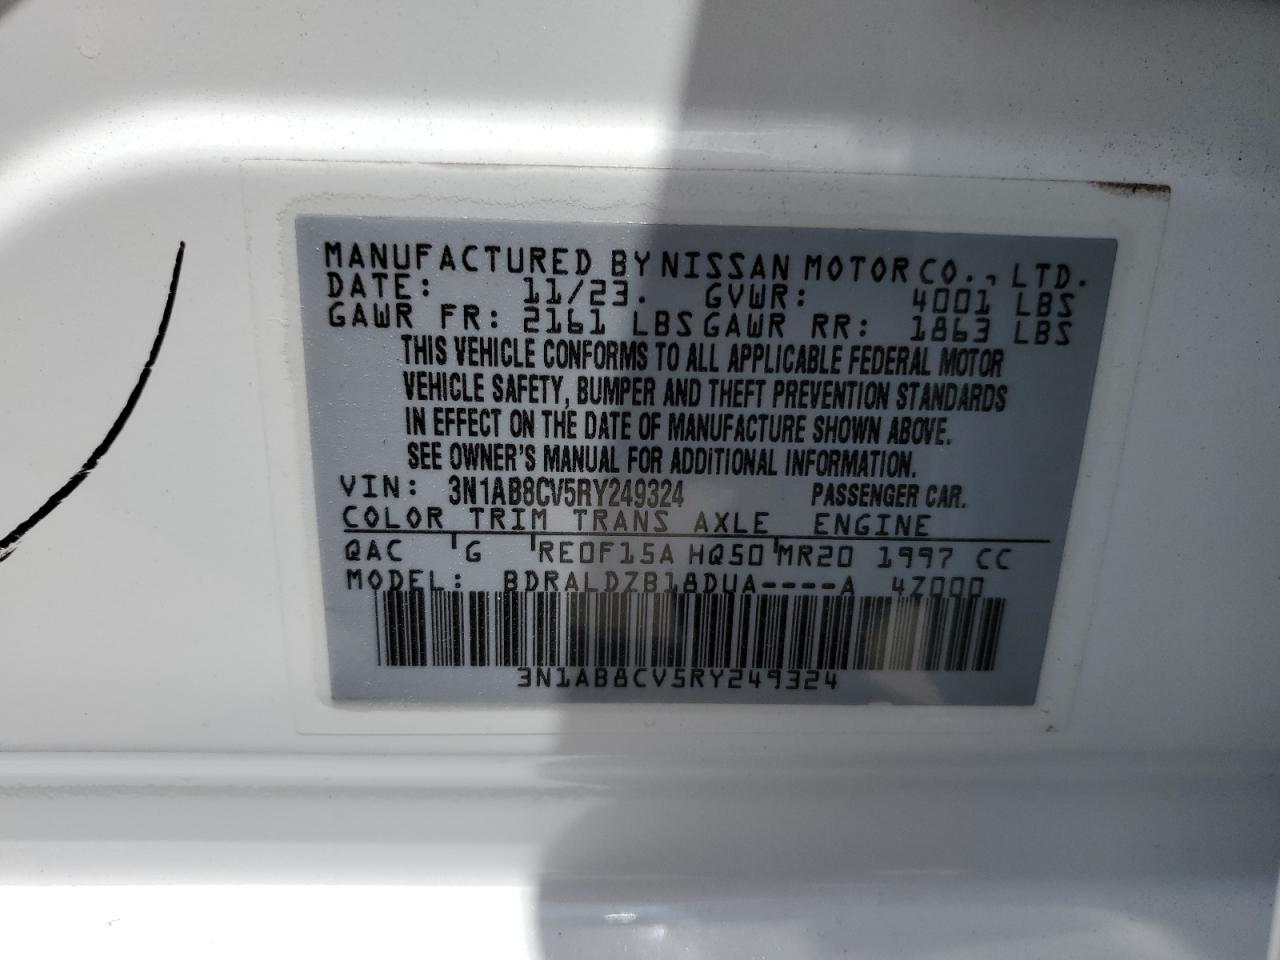 MANUFACTURED BY NISSAN MOTOR CO., LTD.
DATE: 11/23. GVWR: 4001 LBS
GAWR FR: 2161 LBS GAWR RR: 1863 LBS
THIS VEHICLE CONFORMS TO ALL APPLICABLE FEDERAL MOTOR
VEHICLE SAFETY, BUMPER AND THEFT PREVENTION STANDARDS
IN EFFECT ON THE DATE OF MANUFACTURE SHOWN ABOVE.
SEE OWNER'S MANUAL FOR ADDITIONAL INFORMATION.
VIN: 3N1AB8CV5RY249324 PASSENGER CAR.
COLOR TRIM TRANS AXLE ENGINE
QAC G RE0F15A HQ50 MR20 1997 CC
MODEL: BDRALDZB18DUA----A 4Z000
3N1AB8CV5RY249324